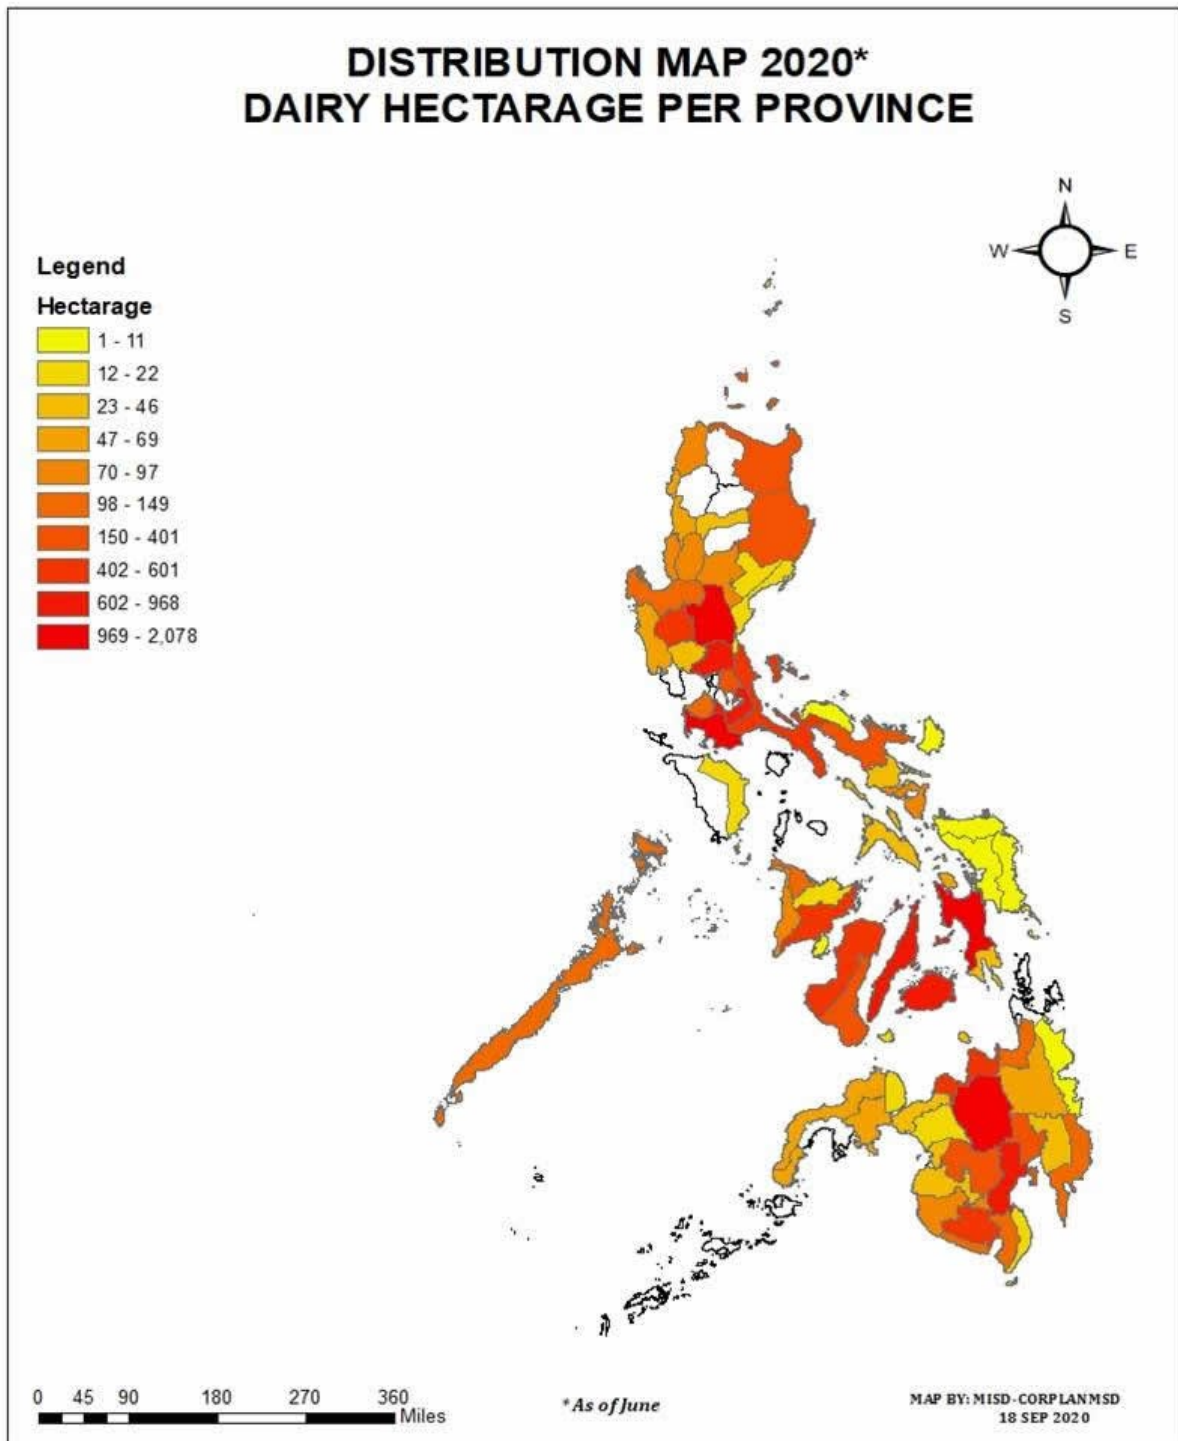 DISTRIBUTION MAP 2020*
DAIRY HECTARAGE PER PROVINCE
N
W E
S
Legend
Hectarage
1 - 11
12 - 22
23 - 46
47 - 69
70 - 97
98 - 149
150 - 401
402 - 601
602 - 968
969 - 2,078
0 45 90 180 270 360
Miles
*As of June
MAP BY: MISD-CORPLANMSD
18 SEP 2020